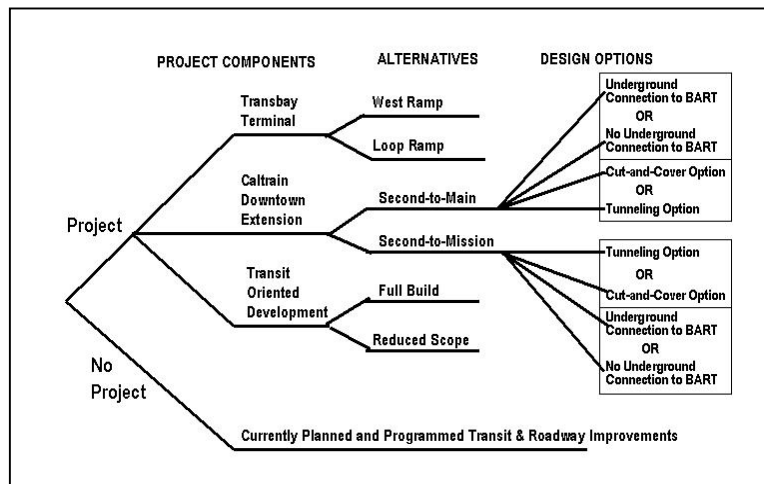 PROJECT COMPONENTS
ALTERNATIVES
DESIGN OPTIONS
Project
No
Project
Transbay
Terminal
West Ramp
Loop Ramp
Caltrain
Downtown
Extension
Second-to-Main
Second-to-Mission
Transit
Oriented
Development
Full Build
Reduced Scope
Underground
Connection to BART
OR
No Underground
Connection to BART
Cut-and-Cover Option
OR
Tunneling Option
Tunneling Option
OR
Cut-and-Cover Option
Underground
Connection to BART
OR
No Underground
Connection to BART
Currently Planned and Programmed Transit & Roadway Improvements